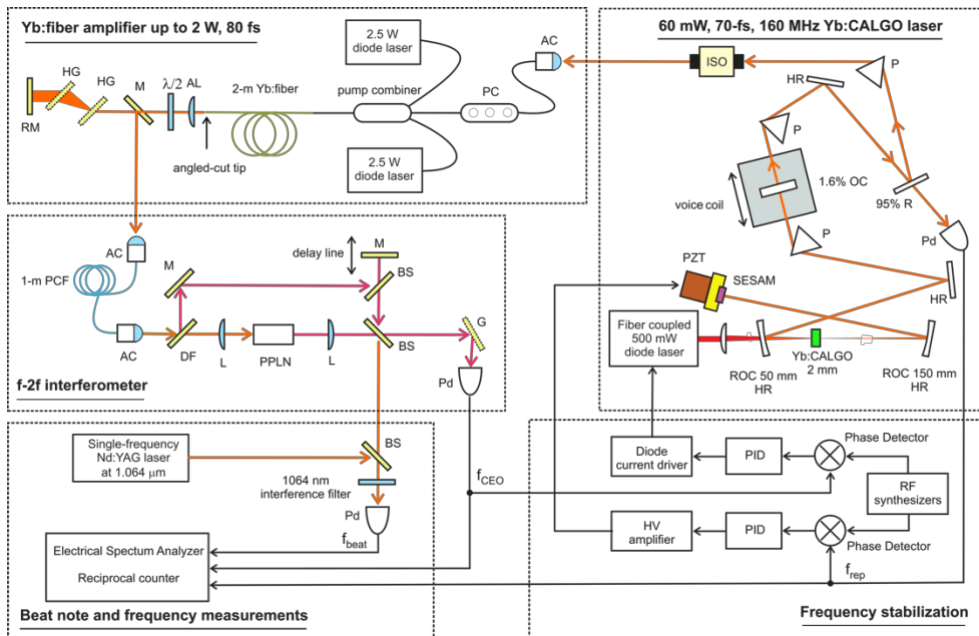 Yb:fiber amplifier up to 2 W, 80 fs
HG
HG
RM
M
λ/2
AL
angled-cut tip
2-m Yb:fiber
2.5 W
diode laser
pump combiner
2.5 W
diode laser
PC
AC
60 mW, 70-fs, 160 MHz Yb:CALGO laser
ISO
HR
P
P
1.6% OC
voice coil
95% R
Pd
P
PZT
SESAM
HR
Fiber coupled
500 mW
diode laser
ROC 50 mm
HR
Yb:CALGO
2 mm
ROC 150 mm
HR
AC
1-m PCF
AC
M
DF
L
PPLN
L
delay line
M
BS
BS
G
Pd
f-2f interferometer
Single-frequency
Nd:YAG laser
at 1.064 μm
BS
1064 nm
interference filter
Pd
fbeat
fCEO
Electrical Spectum Analyzer
Reciprocal counter
Beat note and frequency measurements
Diode
current driver
PID
Phase Detector
RF
synthesizers
HV
amplifier
PID
Phase Detector
frep
Frequency stabilization